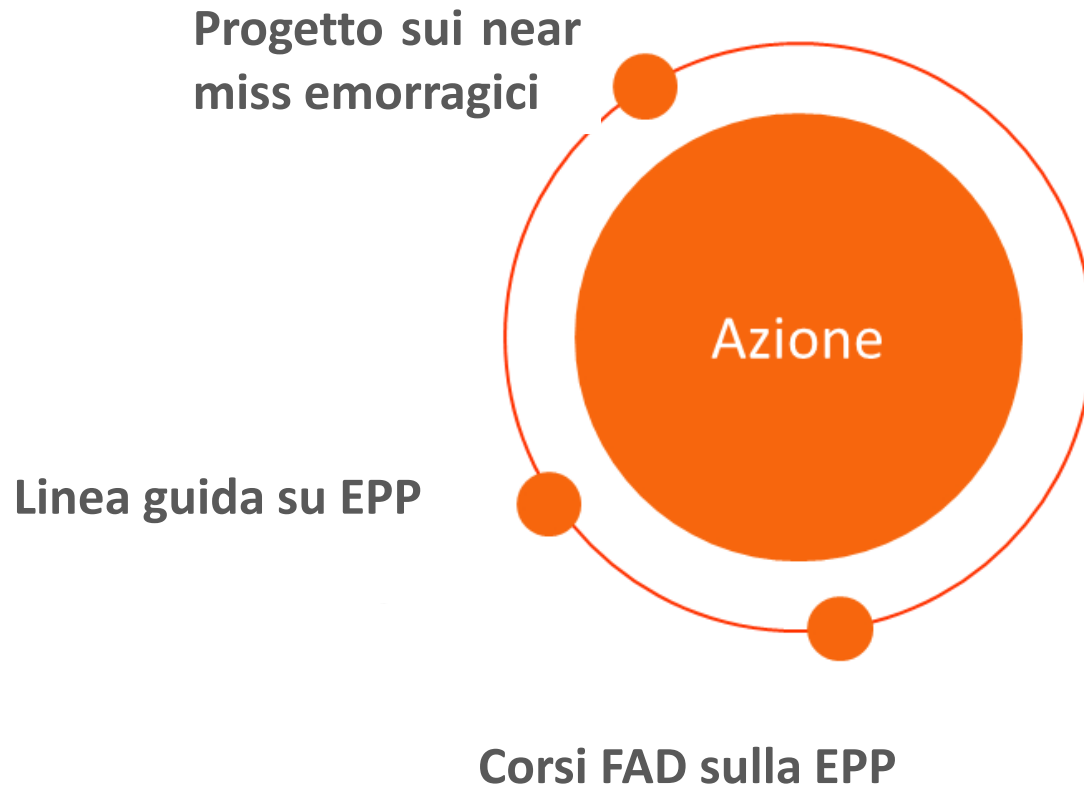 Progetto sui near
miss emorragici
Azione
Linea guida su EPP
Corsi FAD sulla EPP